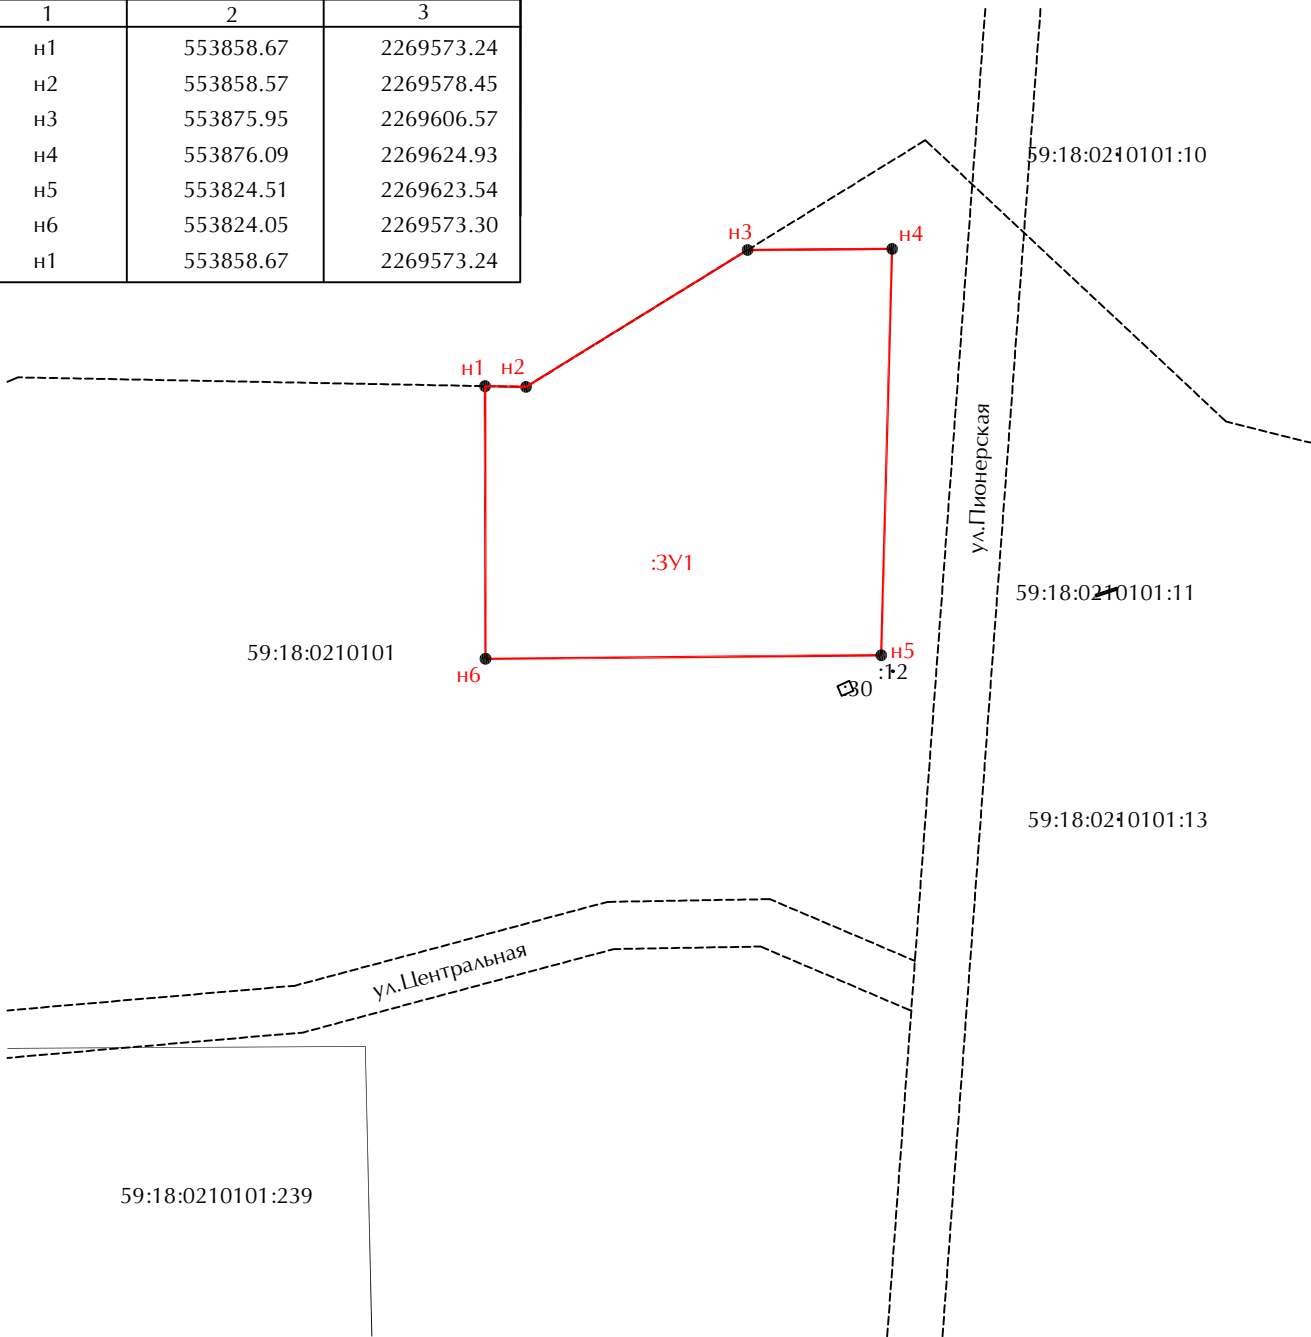 1 2 3
н1 553858.67 2269573.24
н2 553858.57 2269578.45
н3 553875.95 2269606.57
н4 553876.09 2269624.93
н5 553824.51 2269623.54
н6 553824.05 2269573.30
н1 553858.67 2269573.24
59:18:0210101:10
н3
н4
н1
н2
ул.Пионерская
:ЗУ1
59:18:0210101:11
59:18:0210101
н5
н6
:12
:30
59:18:0210101:13
ул.Центральная
59:18:0210101:239